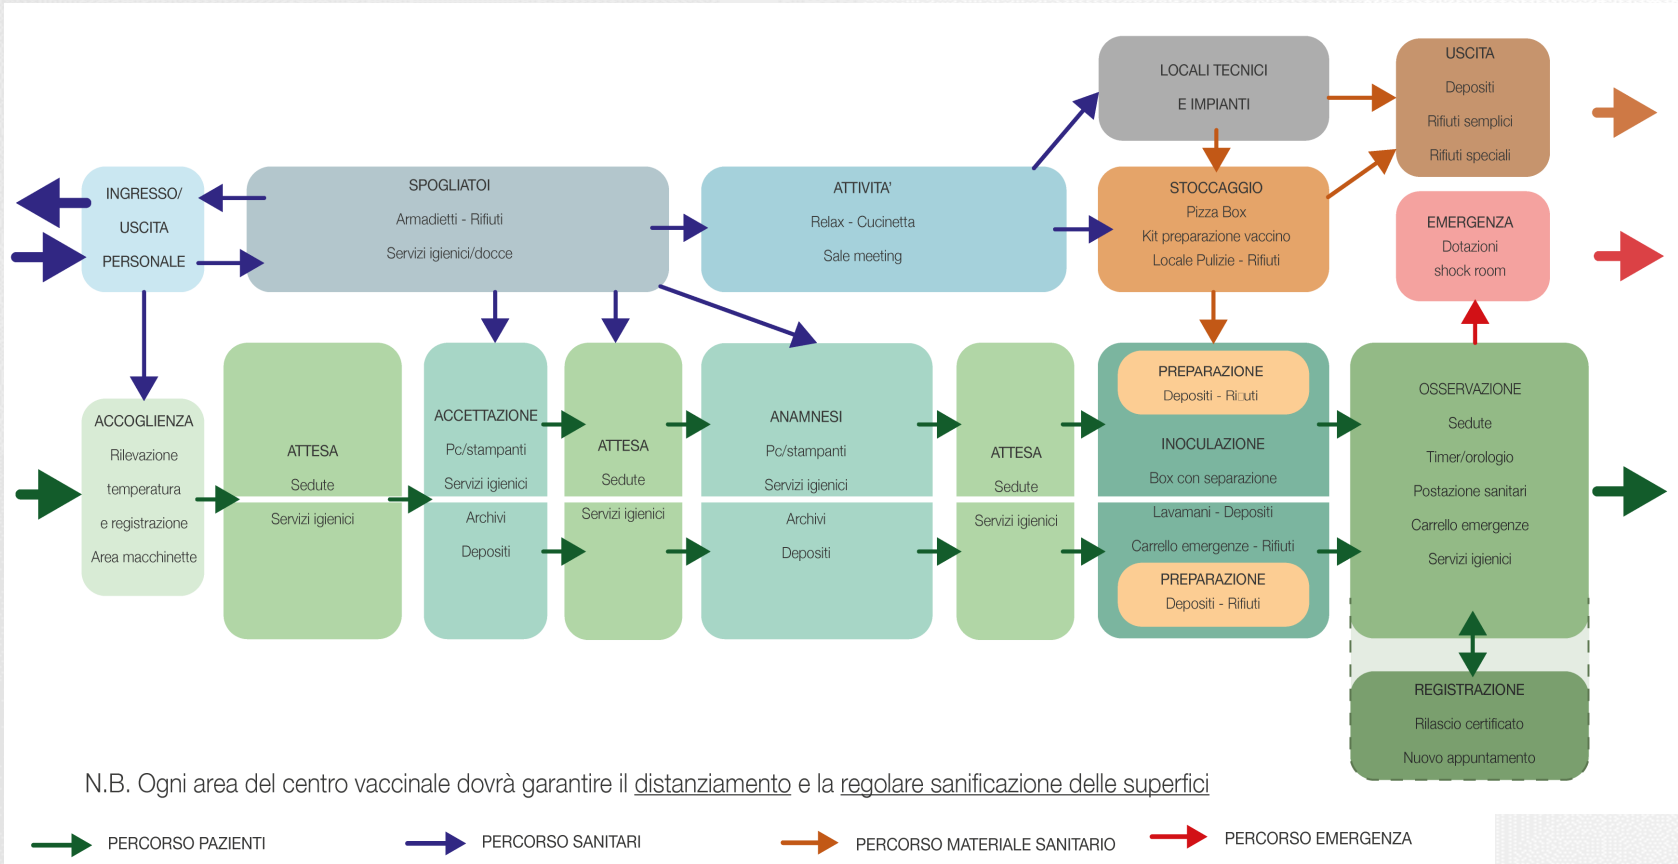 LOCALI TECNICI
E IMPIANTI
USCITA
Depositi
Rifiuti semplici
Rifiuti speciali
INGRESSO/
USCITA
PERSONALE
SPOGLIATOI
Armadietti - Rifiuti
Servizi igienici/docce
ATTIVITA'
Relax - Cucinetta
Sale meeting
STOCCAGGIO
Pizza Box
Kit preparazione vaccino
Locale Pulizie - Rifiuti
EMERGENZA
Dotazioni
shock room
ACCOGLIENZA
Rilevazione
temperatura
e registrazione
Area macchinette
ATTESA
Sedute
Servizi igienici
ACCETTAZIONE
Pc/stampanti
Servizi igienici
Archivi
Depositi
ATTESA
Sedute
Servizi igienici
ANAMNESI
Pc/stampanti
Servizi igienici
Archivi
Depositi
ATTESA
Sedute
Servizi igienici
PREPARAZIONE
Depositi - Ri□uti
INOCULAZIONE
Box con separazione
Lavamani - Depositi
Carrello emergenze - Rifiuti
PREPARAZIONE
Depositi - Rifiuti
OSSERVAZIONE
Sedute
Timer/orologio
Postazione sanitari
Carrello emergenze
Servizi igienici
REGISTRAZIONE
Rilascio certificato
Nuovo appuntamento
N.B. Ogni area del centro vaccinale dovrà garantire il distanziamento e la regolare sanificazione delle superfici
PERCORSO PAZIENTI
PERCORSO SANITARI
PERCORSO MATERIALE SANITARIO
PERCORSO EMERGENZA